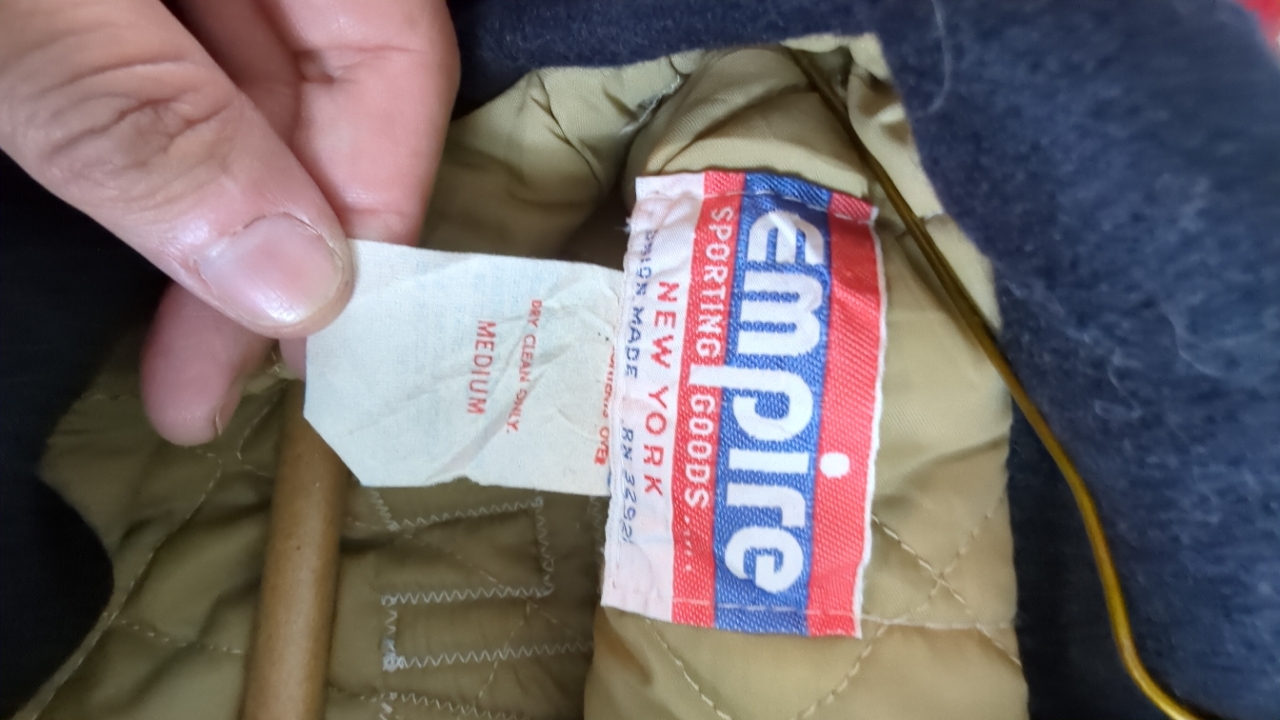 empire
SPORTING GOODS.....
NEW YORK
UNION MADE RN 32921
DRY CLEAN ONLY.
MEDIUM